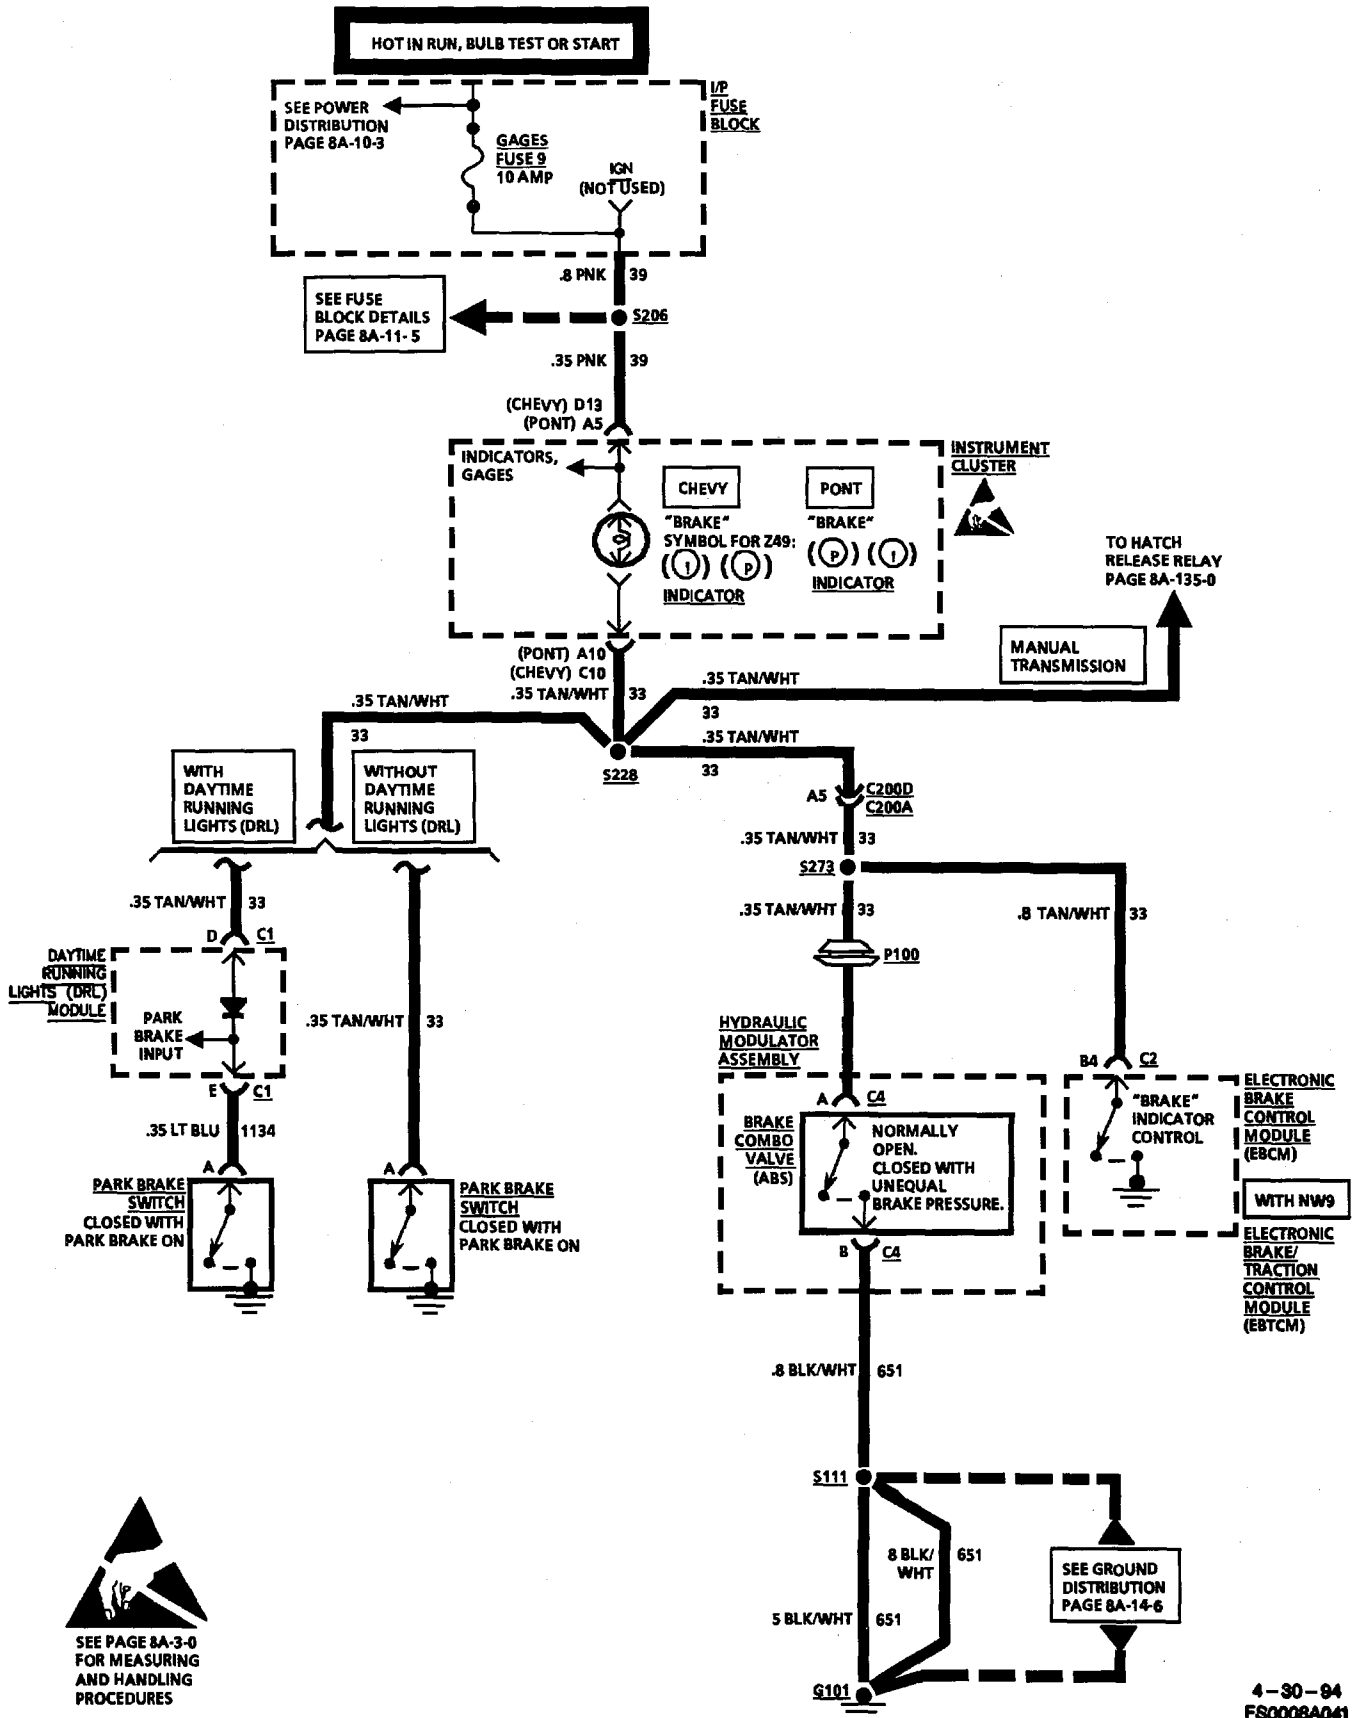 HOT IN RUN, BULB TEST OR START
I/P
FUSE
BLOCK
SEE POWER
DISTRIBUTION
PAGE 8A-10-3
GAGES
FUSE 9
10 AMP
IGN
(NOT USED)
.8 PNK 39
SEE FUSE
BLOCK DETAILS
PAGE 8A-11-5
S206
.35 PNK 39
(CHEVY) D13
(PONT) A5
INDICATORS,
GAGES
CHEVY
"BRAKE"
SYMBOL FOR Z49:
(!) (P)
INDICATOR
PONT
"BRAKE"
(P) (!)
INDICATOR
INSTRUMENT
CLUSTER
TO HATCH
RELEASE RELAY
PAGE 8A-135-0
MANUAL
TRANSMISSION
(PONT) A10
(CHEVY) C10
.35 TAN/WHT 33
.35 TAN/WHT
33
.35 TAN/WHT
33
.35 TAN/WHT
33
S228
WITH
DAYTIME
RUNNING
LIGHTS (DRL)
WITHOUT
DAYTIME
RUNNING
LIGHTS (DRL)
A5 C200D
C200A
.35 TAN/WHT 33
S273
.35 TAN/WHT 33
.8 TAN/WHT 33
P100
.35 TAN/WHT 33
D C1
DAYTIME
RUNNING
LIGHTS (DRL)
MODULE
PARK
BRAKE
INPUT
E C1
.35 LT BLU 1134
A
PARK BRAKE
SWITCH
CLOSED WITH
PARK BRAKE ON
.35 TAN/WHT 33
A
PARK BRAKE
SWITCH
CLOSED WITH
PARK BRAKE ON
HYDRAULIC
MODULATOR
ASSEMBLY
A C4
BRAKE
COMBO
VALVE
(ABS)
NORMALLY
OPEN.
CLOSED WITH
UNEQUAL
BRAKE PRESSURE.
B C4
B4 C2
"BRAKE"
INDICATOR
CONTROL
ELECTRONIC
BRAKE
CONTROL
MODULE
(EBCM)
WITH NW9
ELECTRONIC
BRAKE/
TRACTION
CONTROL
MODULE
(EBTCM)
.8 BLK/WHT 651
S111
8 BLK/
WHT
651
5 BLK/WHT 651
SEE GROUND
DISTRIBUTION
PAGE 8A-14-6
G101
SEE PAGE 8A-3-0
FOR MEASURING
AND HANDLING
PROCEDURES
4-30-94
FS0008A041